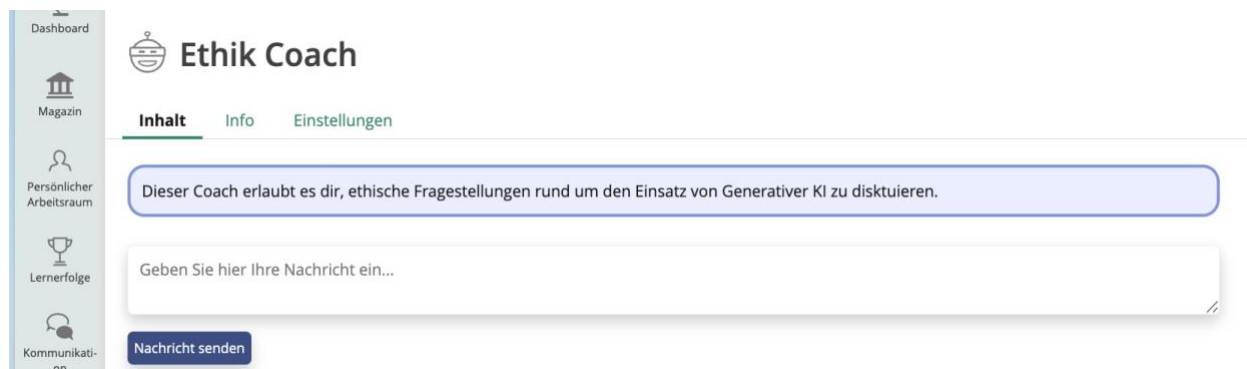 Dashboard
Magazin
Persönlicher
Arbeitsraum
Lernerfolge
Kommunikati-
on
Ethik Coach
Inhalt Info Einstellungen
Dieser Coach erlaubt es dir, ethische Fragestellungen rund um den Einsatz von Generativer KI zu disktuieren.
Geben Sie hier Ihre Nachricht ein...
Nachricht senden